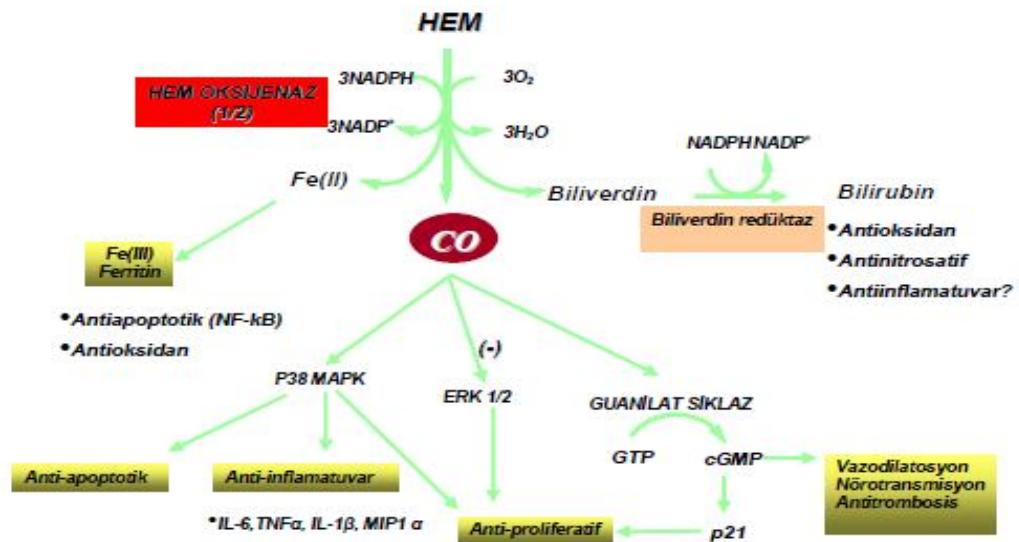 HEM
HEM OKSİJENAZ
(1/2)
3NADPH
3O₂
3NADP⁺
3H₂O
NADPH NADP⁺
Fe(II)
Biliverdin
Bilirubin
Biliverdin redüktaz
CO
•Antioksidan
•Antinitrosatif
•Antiinflamatuvar?
Fe(III)
Ferritin
•Antiapoptotik (NF-kB)
•Antioksidan
(-)
P38 MAPK
ERK 1/2
GUANİLAT SİKLAZ
GTP
cGMP
Vazodilatosyon
Nörotransmisyon
Antitrombosis
Anti-apoptotik
Anti-inflamatuvar
•IL-6,TNFα, IL-1β, MIP1 α
Anti-proliferatif
p21